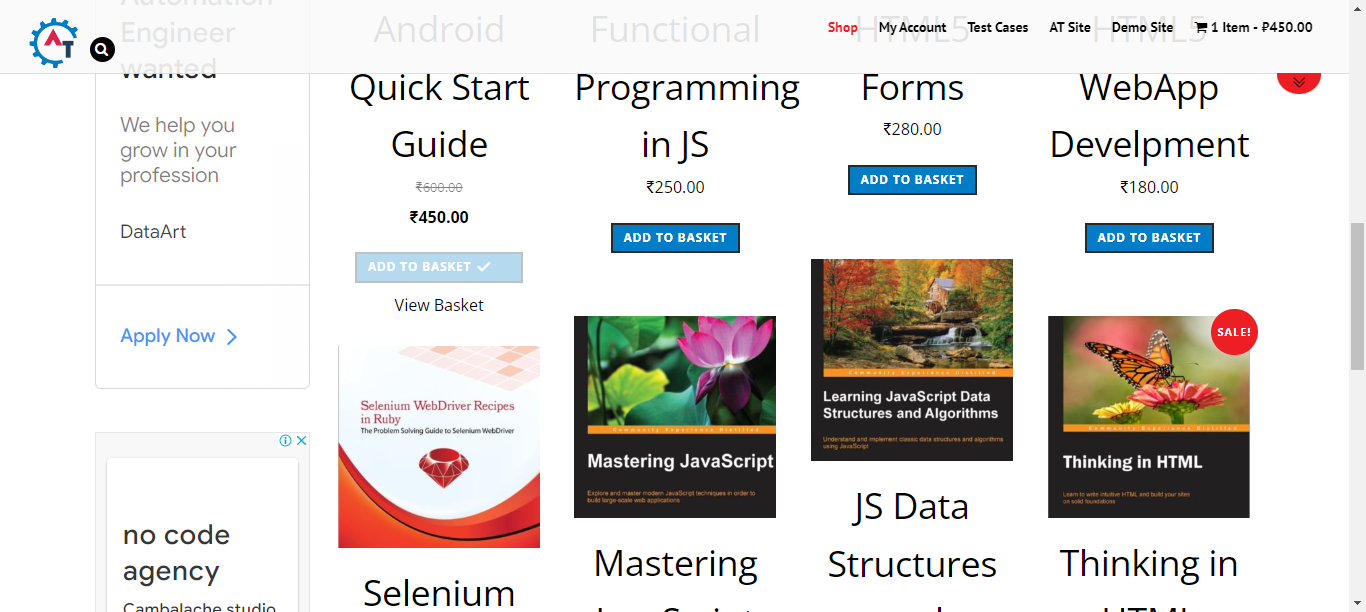 Automation
Engineer
wanted
We help you
grow in your
profession
DataArt
Apply Now
no code
agency
Cambalache studio
AT
Shop
My Account
Test Cases
AT Site
Demo Site
1 Item - ₽450.00
Android
Quick Start
Guide
₹600.00
₹450.00
ADD TO BASKET
View Basket
Functional
Programming
in JS
₹250.00
ADD TO BASKET
HTML5
Forms
₹280.00
ADD TO BASKET
HTML5
WebApp
Develpment
₹180.00
ADD TO BASKET
Selenium WebDriver Recipes
in Ruby
The Problem Solving Guide to Selenium WebDriver
Selenium
Community Experience Distilled
Mastering JavaScript
Explore and master modern JavaScript techniques in order to
build large-scale web applications
Mastering
JavaScript
Community Experience Distilled
Learning JavaScript Data
Structures and Algorithms
Understand and implement classic data structures and algorithms
using JavaScript
JS Data
Structures
and
SALE!
Community Experience Distilled
Thinking in HTML
Learn to write intuitive HTML and build your sites
on solid foundations
Thinking in
HTML